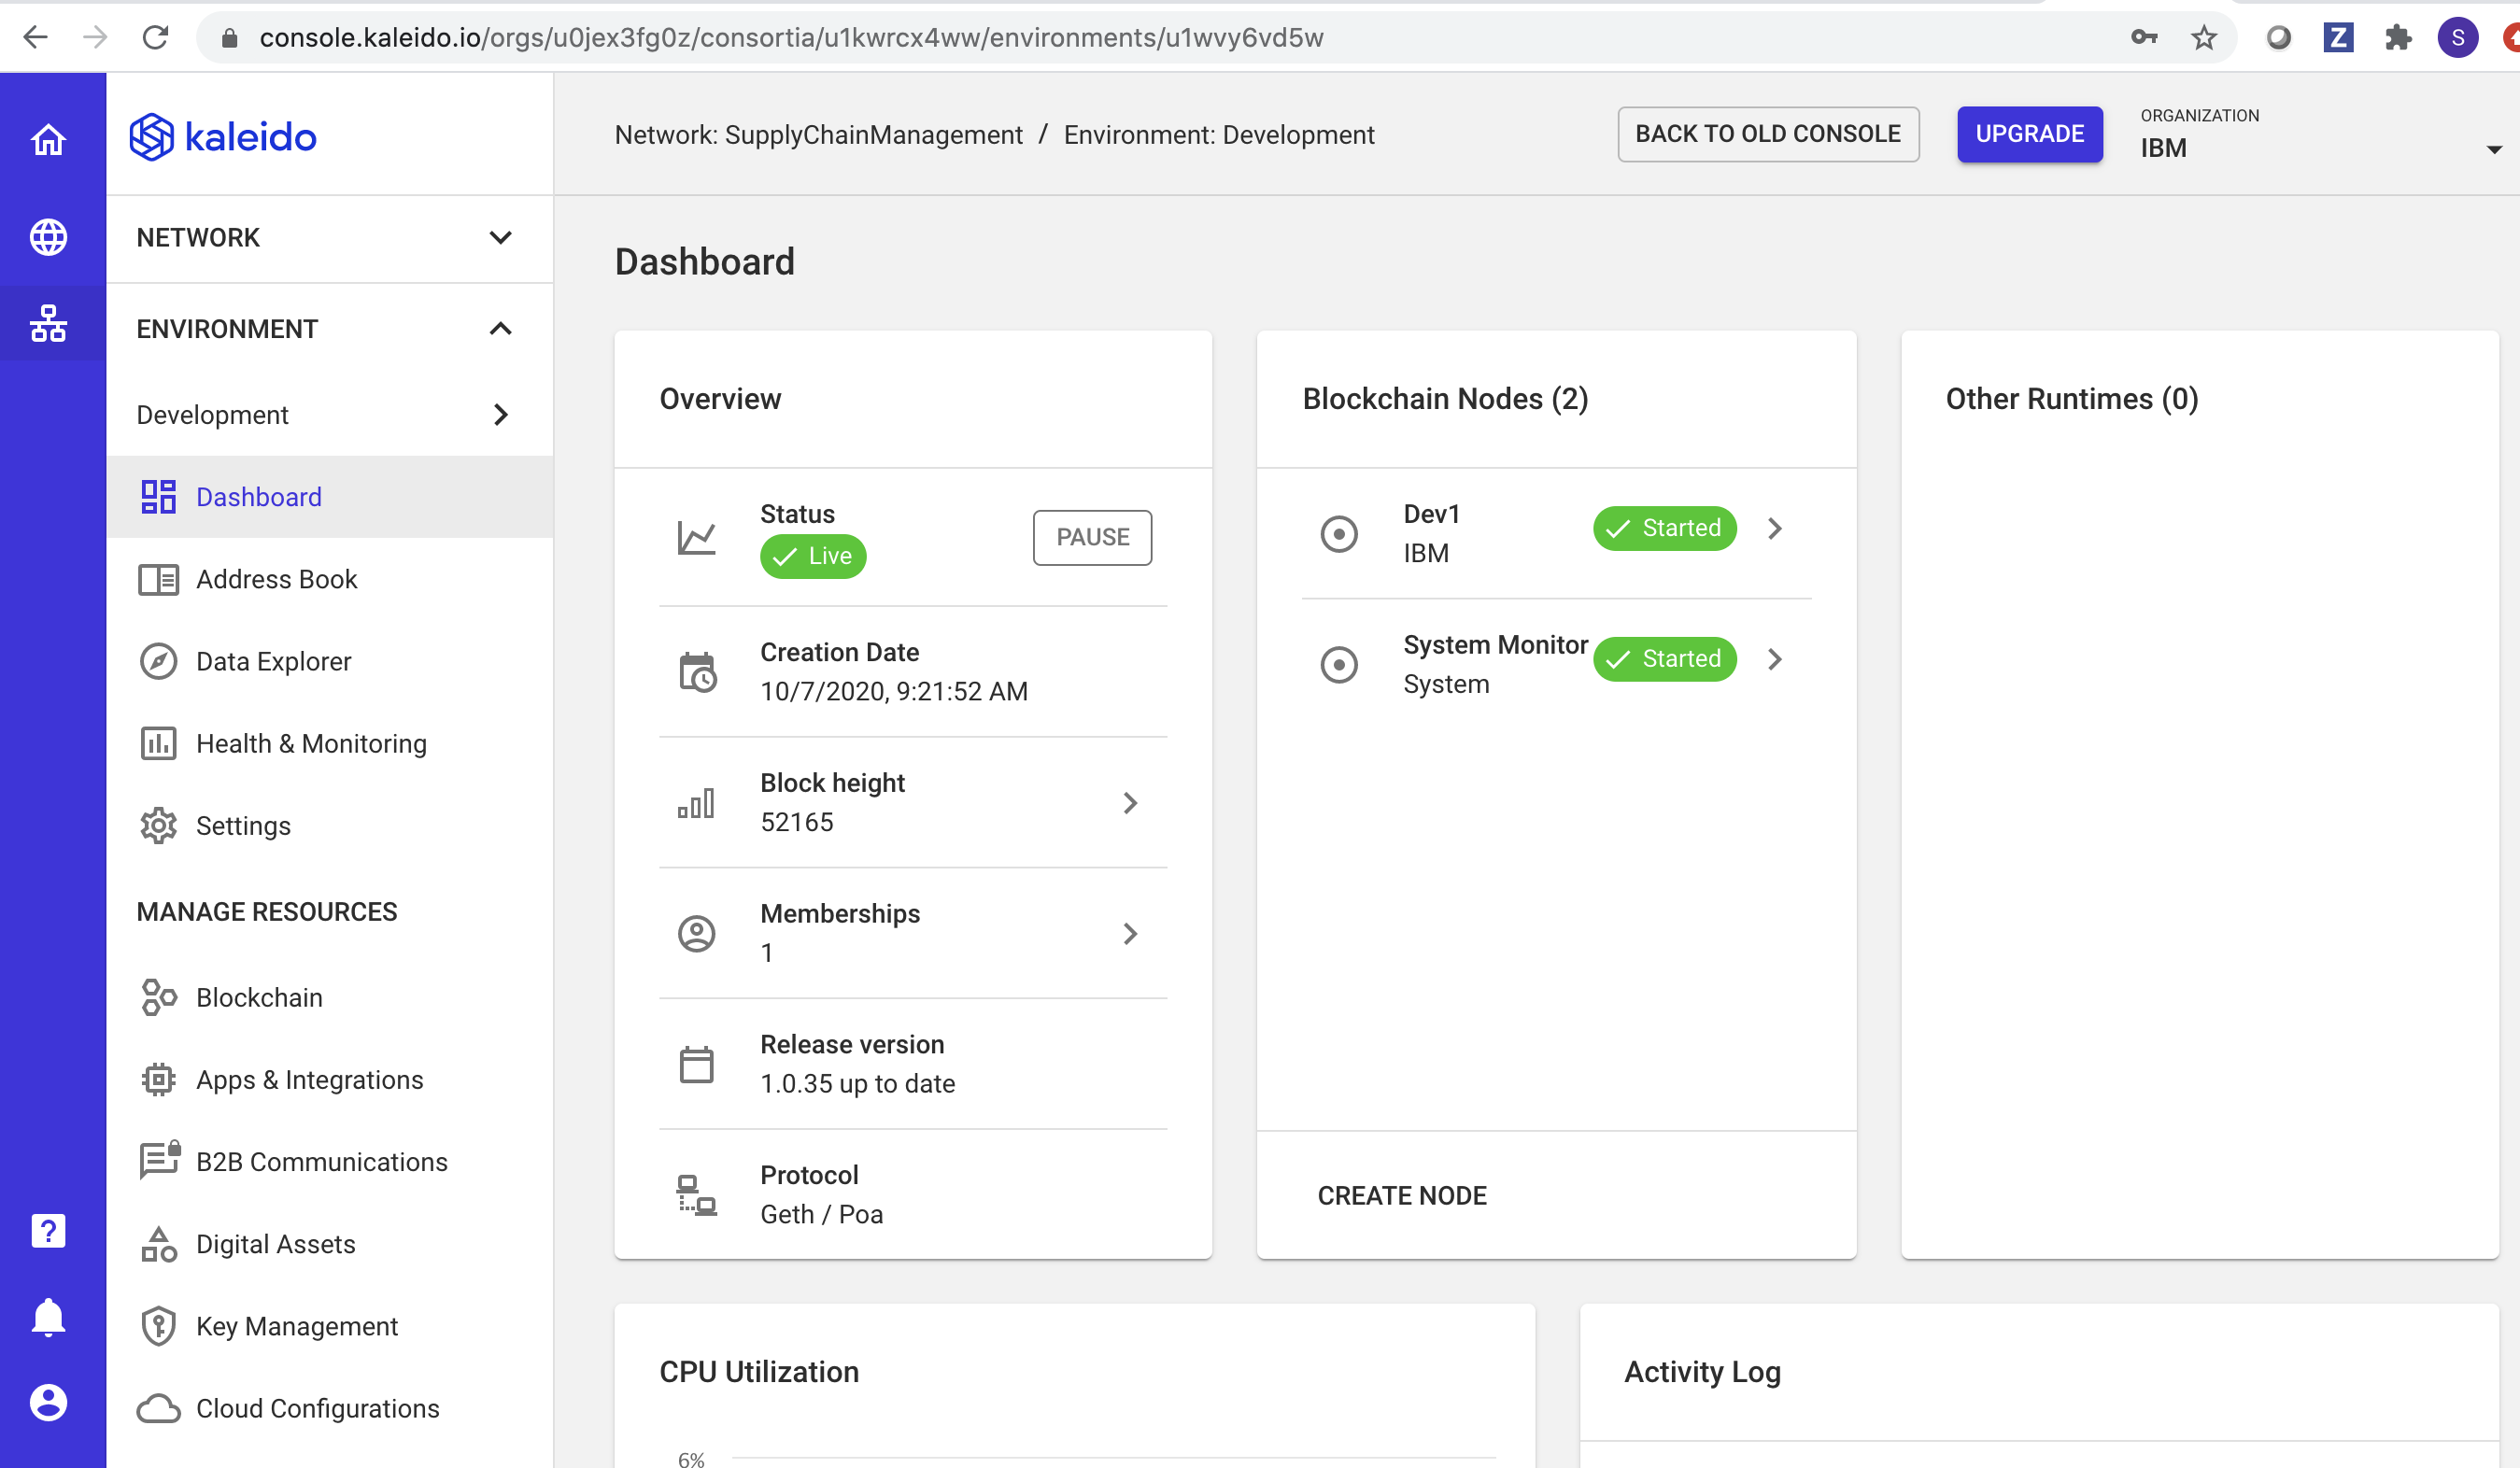 console.kaleido.io/orgs/u0jex3fg0z/consortia/u1kwrcx4ww/environments/u1wvy6vd5w
Z
S
kaleido
Network: SupplyChainManagement / Environment: Development
BACK TO OLD CONSOLE
UPGRADE
ORGANIZATION
IBM
NETWORK
ENVIRONMENT
Development
Dashboard
Address Book
Data Explorer
Health & Monitoring
Settings
MANAGE RESOURCES
Blockchain
Apps & Integrations
B2B Communications
Digital Assets
Key Management
Cloud Configurations
?
Dashboard
Overview
Status
Live
PAUSE
Creation Date
10/7/2020, 9:21:52 AM
Block height
52165
Memberships
1
Release version
1.0.35 up to date
Protocol
Geth / Poa
Blockchain Nodes (2)
Dev1
IBM
Started
System Monitor
System
Started
CREATE NODE
Other Runtimes (0)
CPU Utilization
6%
Activity Log